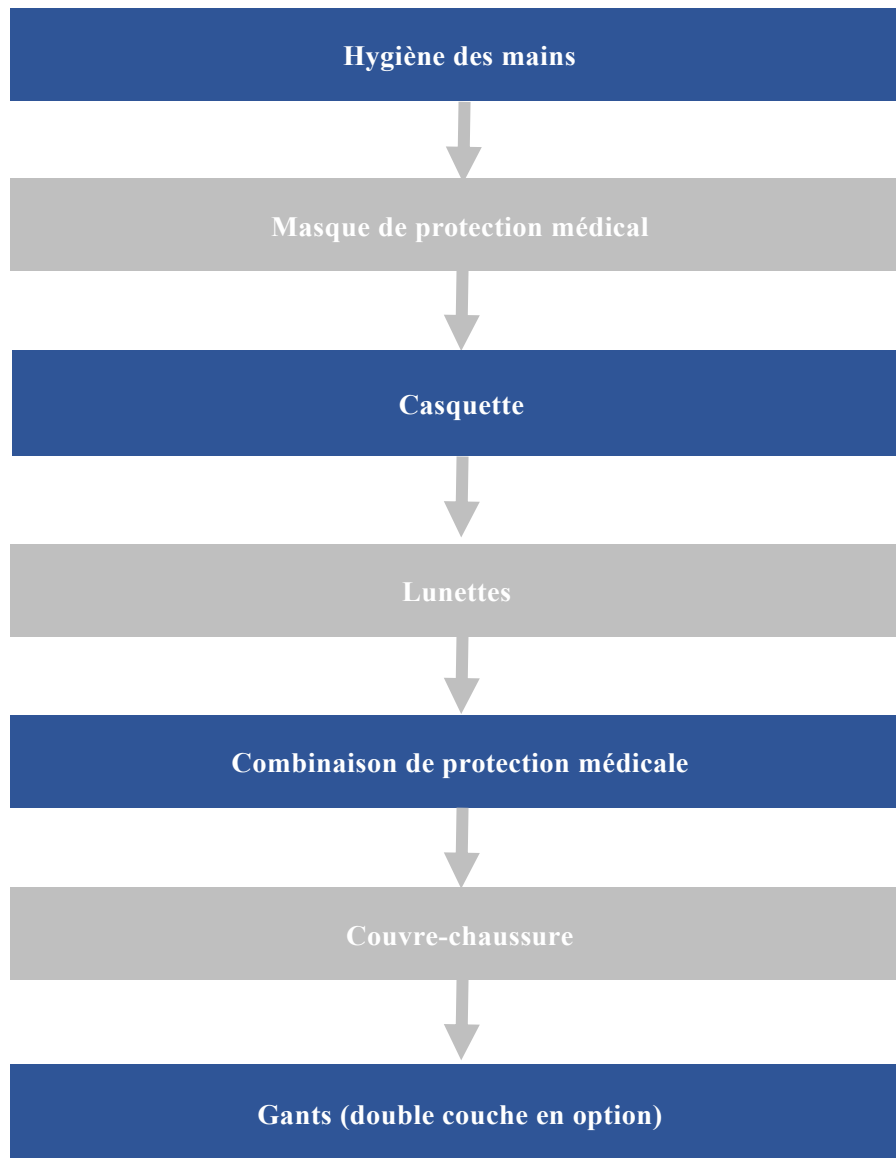 Hygiène des mains
Masque de protection médical
Casquette
Lunettes
Combinaison de protection médicale
Couvre-chaussure
Gants (double couche en option)